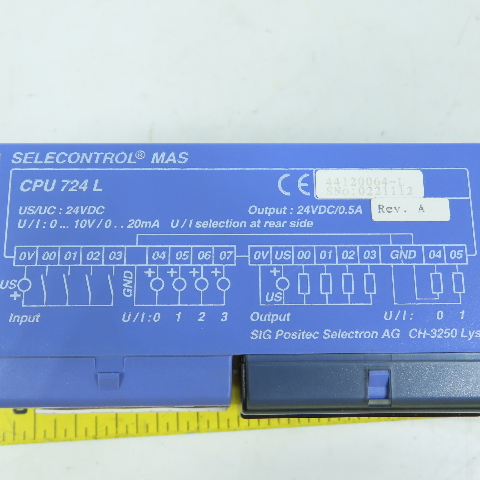 SELECONTROL® MAS
CPU 724 L
CE
44120064-L
SNo:0221112
US/UC : 24VDC
Output : 24VDC/0.5A
Rev. A
U / I : 0 ... 10V / 0 . . 20mA U / I selection at rear side
0V 00 01 02 03 GND 04 05 06 07 0V US 00 01 02 03 GND 04 05
US
US
Input U / I : 0 1 2 3 Output U / I : 0 1
SIG Positec Selectron AG CH-3250 Lys